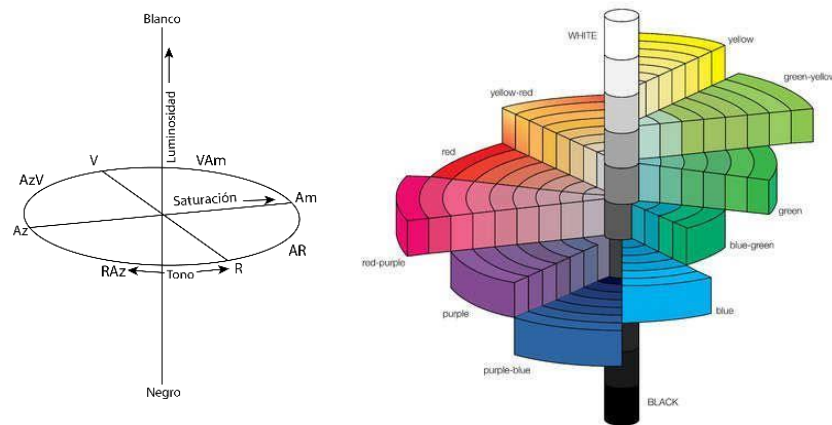 Blanco
Luminosidad
V
VAm
AzV
Saturación
Am
Az
AR
RAz
Tono
R
Negro
WHITE
yellow
green-yellow
yellow-red
red
green
blue-green
red-purple
purple
blue
purple-blue
BLACK